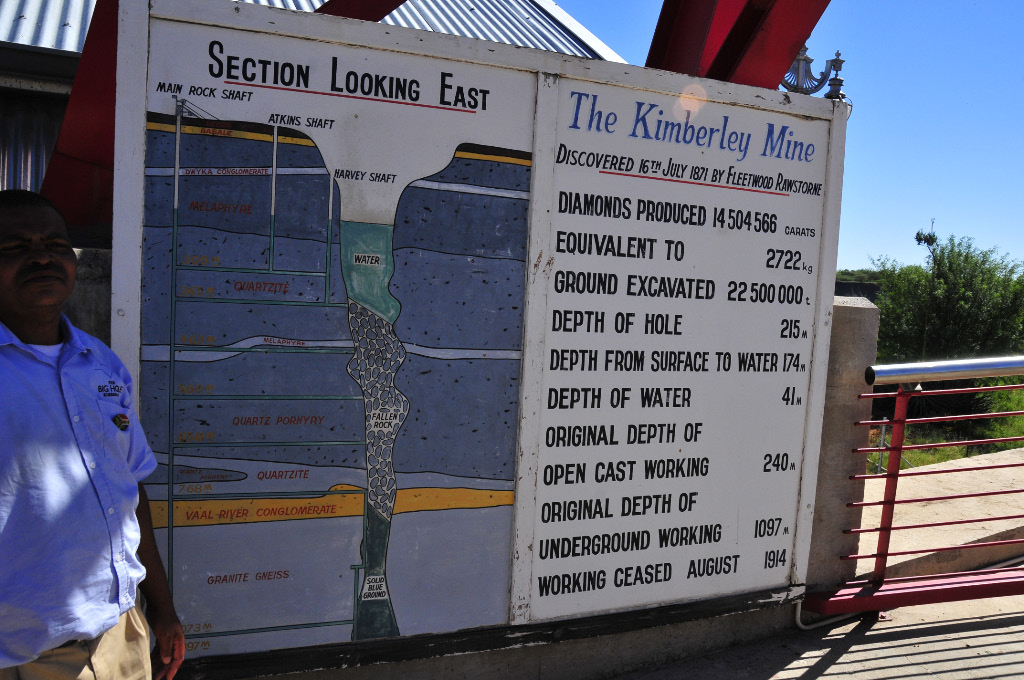 SECTION LOOKING EAST
MAIN ROCK SHAFT
ATKINS SHAFT
HARVEY SHAFT
BASALT
DWYKA CONGLOMERATE
MELAPHYRE
WATER
QUARTZITE
MELAPHYRE
FALLEN
ROCK
QUARTZ PORPHYRY
QUARTZITE
768 M
VAAL RIVER CONGLOMERATE
GRANITE GNEISS
SOLID
BLUE
GROUND
The Kimberley Mine
DISCOVERED 16TH JULY 1871 BY FLEETWOOD RAWSTORNE
DIAMONDS PRODUCED 14 504 566 CARATS
EQUIVALENT TO 2722 kg
GROUND EXCAVATED 22 500 000 t.
DEPTH OF HOLE 215 M
DEPTH FROM SURFACE TO WATER 174 M
DEPTH OF WATER 41 M
ORIGINAL DEPTH OF
OPEN CAST WORKING 240 M
ORIGINAL DEPTH OF
UNDERGROUND WORKING 1097 M
WORKING CEASED AUGUST 1914